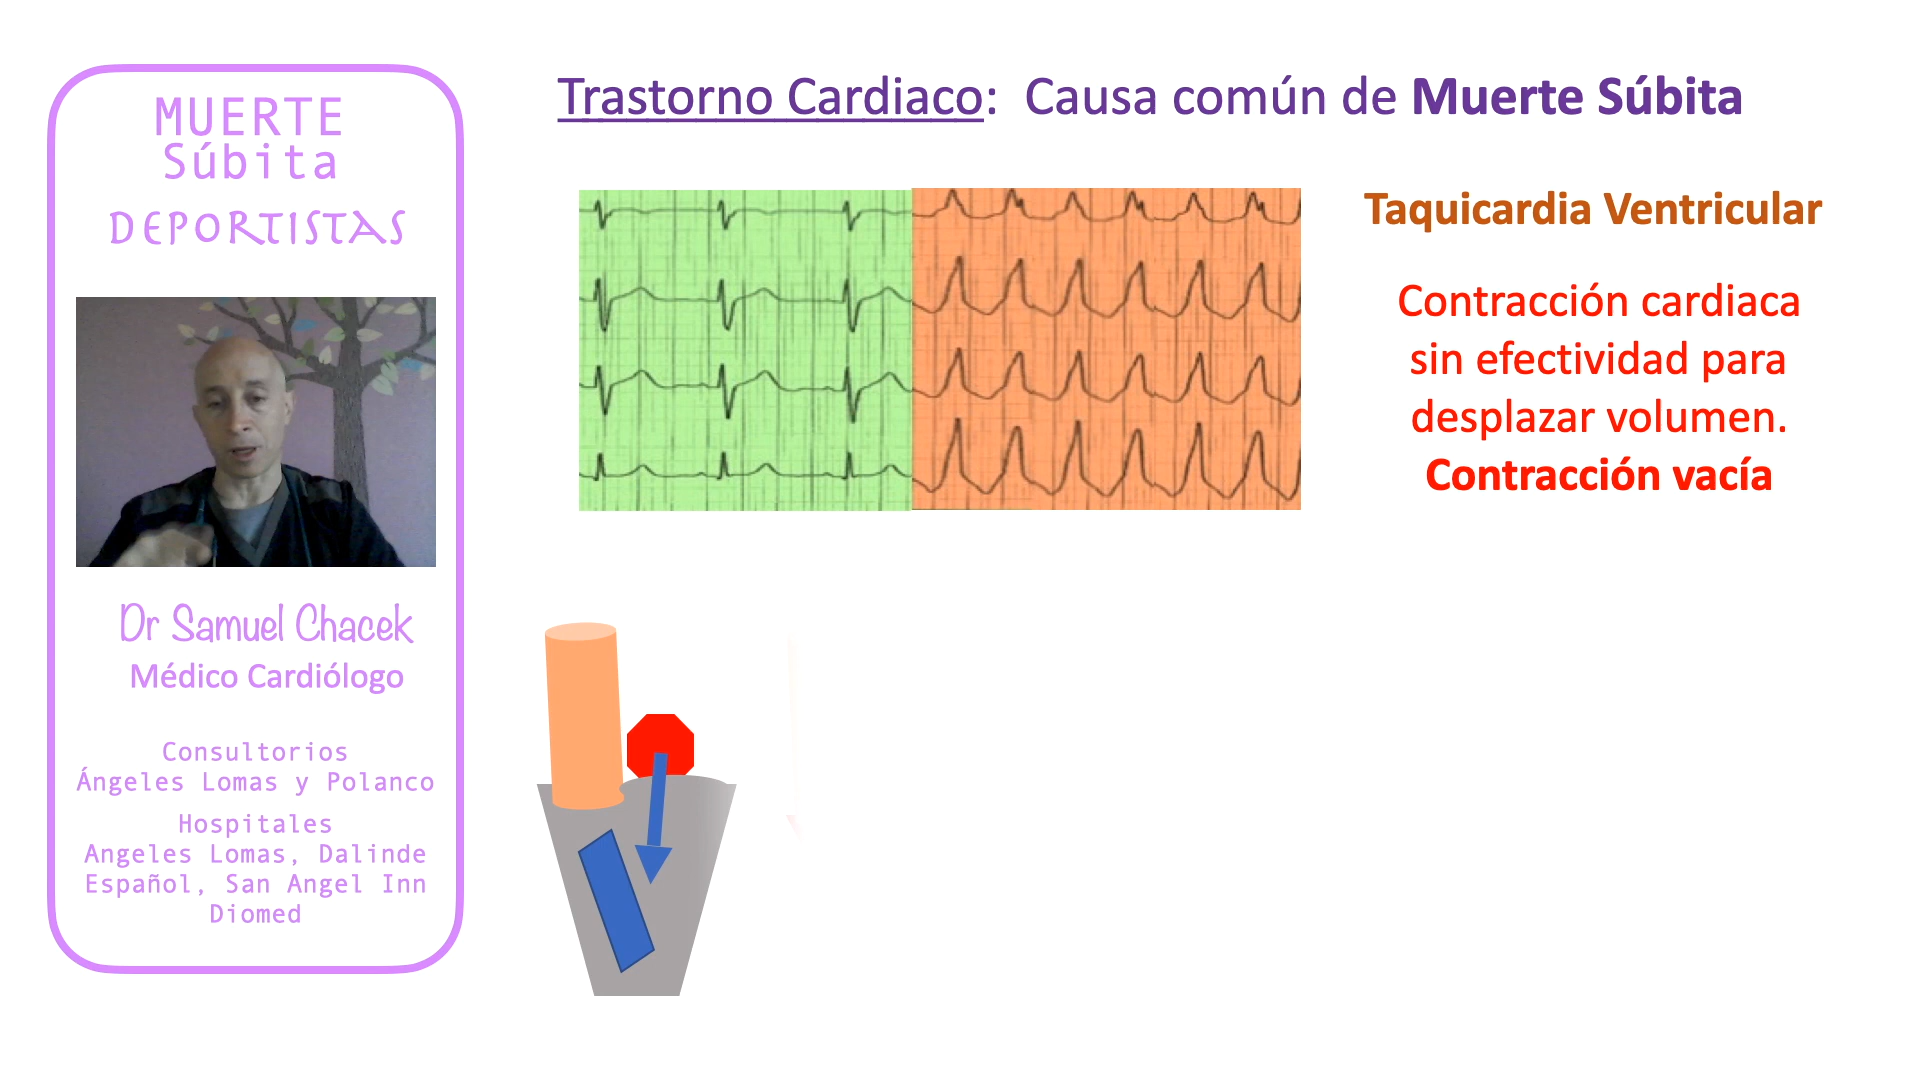 MUERTE
Súbita
DEPORTISTAS
Dr Samuel Chacek
Médico Cardiólogo
Consultorios
Ángeles Lomas y Polanco
Hospitales
Angeles Lomas, Dalinde
Español, San Angel Inn
Diomed
Trastorno Cardiaco: Causa común de Muerte Súbita
Taquicardia Ventricular
Contracción cardiaca
sin efectividad para
desplazar volumen.
Contracción vacía